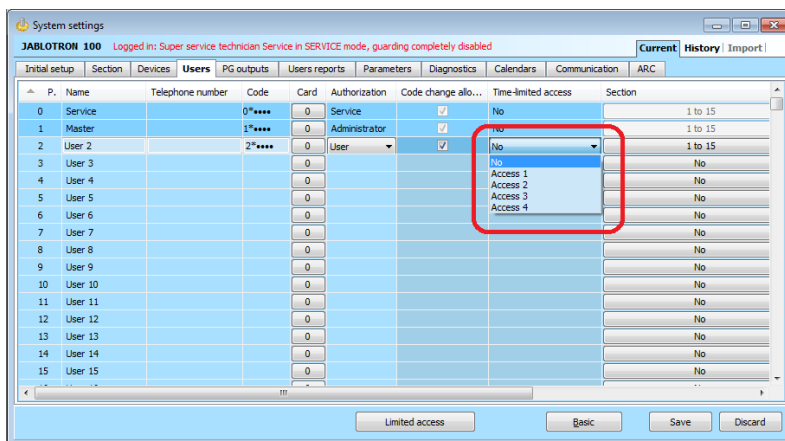 System settings
JABLOTRON 100 Logged in: Super service technician Service in SERVICE mode, guarding completely disabled Current History Import
Initial setup Section Devices Users PG outputs Users reports Parameters Diagnostics Calendars Communication ARC
P. Name Telephone number Code Card Authorization Code change allo... Time-limited access Section
0 Service 0*•••• 0 Service No 1 to 15
1 Master 1*•••• 0 Administrator No 1 to 15
2 User 2 2*•••• 0 User No 1 to 15
3 User 3 0 No No
4 User 4 0 Access 1 No
Access 2
5 User 5 0 Access 3 No
6 User 6 0 Access 4 No
7 User 7 0 No
8 User 8 0 No
9 User 9 0 No
10 User 10 0 No
11 User 11 0 No
12 User 12 0 No
13 User 13 0 No
14 User 14 0 No
15 User 15 0 No
Limited access Basic Save Discard